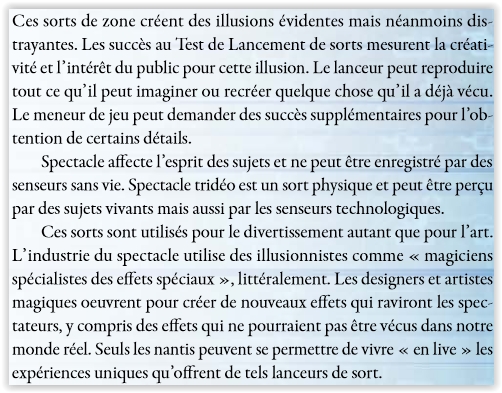 Ces sorts de zone créent des illusions évidentes mais néanmoins dis-
trayantes. Les succès au Test de Lancement de sorts mesurent la créati-
vité et l'intérêt du public pour cette illusion. Le lanceur peut reproduire
tout ce qu'il peut imaginer ou recréer quelque chose qu'il a déjà vécu.
Le meneur de jeu peut demander des succès supplémentaires pour l'ob-
tention de certains détails.
Spectacle affecte l'esprit des sujets et ne peut être enregistré par des
senseurs sans vie. Spectacle tridéo est un sort physique et peut être perçu
par des sujets vivants mais aussi par les senseurs technologiques.
Ces sorts sont utilisés pour le divertissement autant que pour l'art.
L'industrie du spectacle utilise des illusionnistes comme « magiciens
spécialistes des effets spéciaux », littéralement. Les designers et artistes
magiques oeuvrent pour créer de nouveaux effets qui raviront les spec-
tateurs, y compris des effets qui ne pourraient pas être vécus dans notre
monde réel. Seuls les nantis peuvent se permettre de vivre « en live » les
expériences uniques qu'offrent de tels lanceurs de sort.